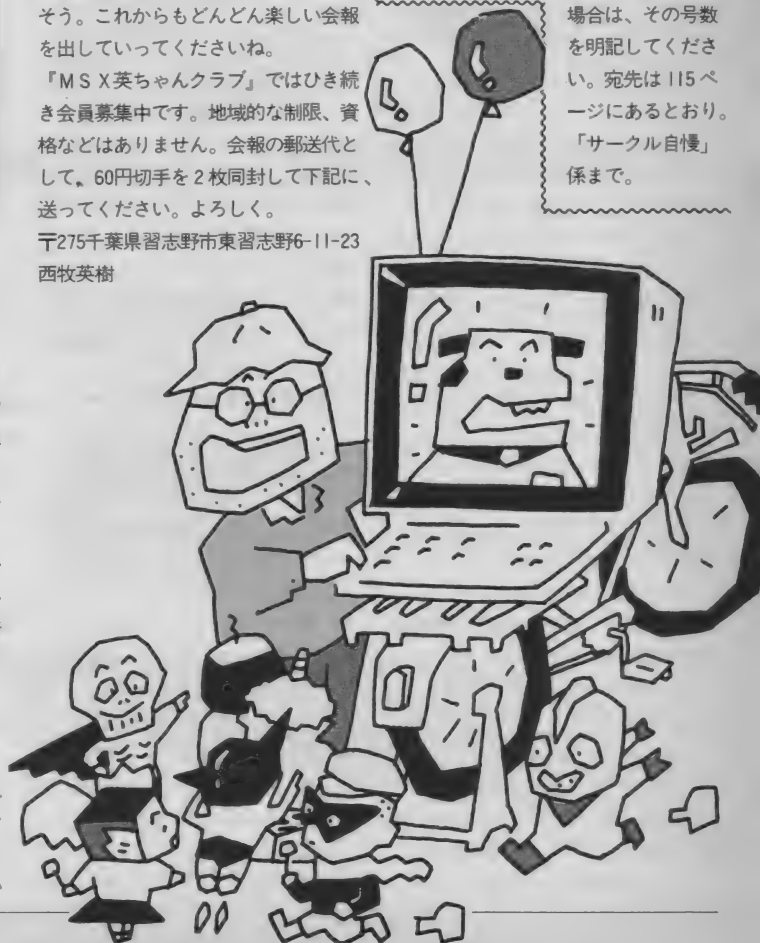 そう。これからもどんどん楽しい会報
を出していってくださいね。
『MSX英ちゃんクラブ』ではひき続
き会員募集中です。地域的な制限、資
格などはありません。会報の郵送代と
して、60円切手を2枚同封して下記に、
送ってください。よろしく。
〒275千葉県習志野市東習志野6-11-23
西牧英樹
場合は、その号数
を明記してくださ
い。宛先は115ペ
ージにあるとおり。
「サークル自慢」
係まで。